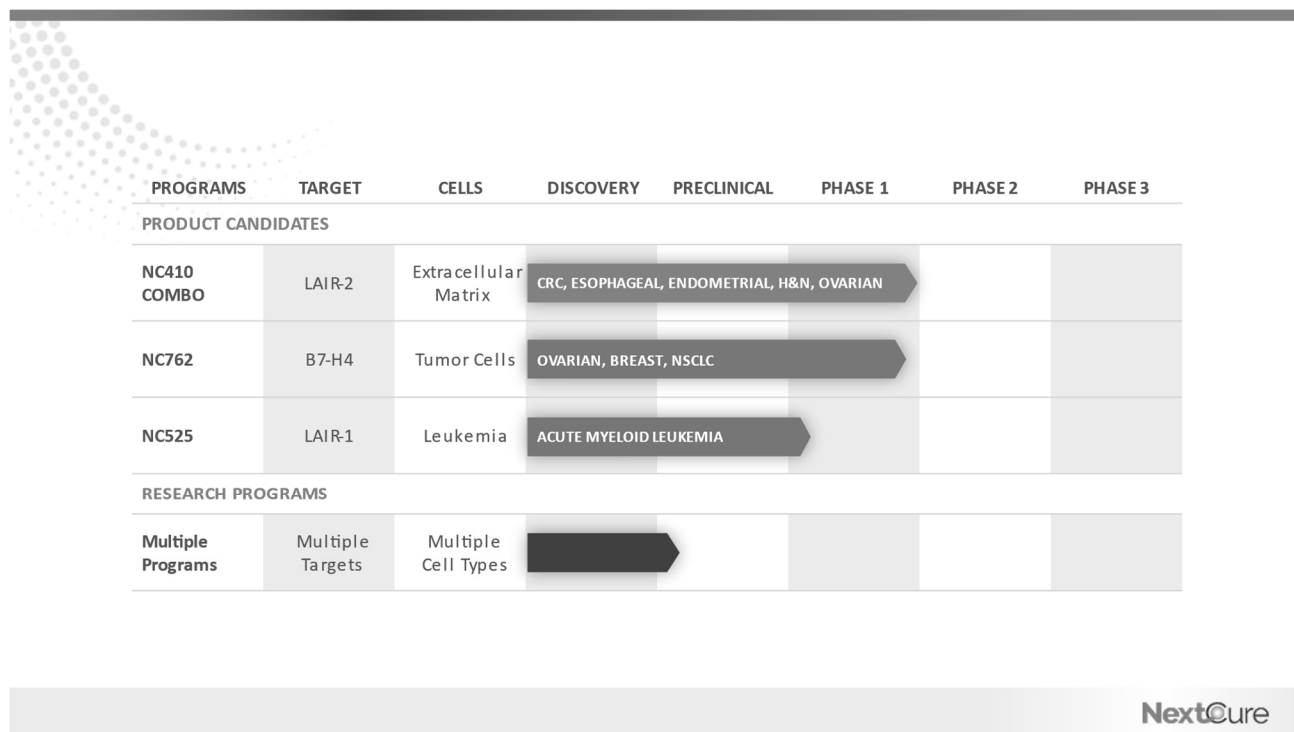 PROGRAMS TARGET CELLS DISCOVERY PRECLINICAL PHASE 1 PHASE 2 PHASE 3
PRODUCT CANDIDATES
NC410
COMBO
LAIR-2
Extracellular
Matrix
CRC, ESOPHAGEAL, ENDOMETRIAL, H&N, OVARIAN
NC762
B7-H4
Tumor Cells
OVARIAN, BREAST, NSCLC
NC525
LAIR-1
Leukemia
ACUTE MYELOID LEUKEMIA
RESEARCH PROGRAMS
Multiple
Programs
Multiple
Targets
Multiple
Cell Types
NextCure